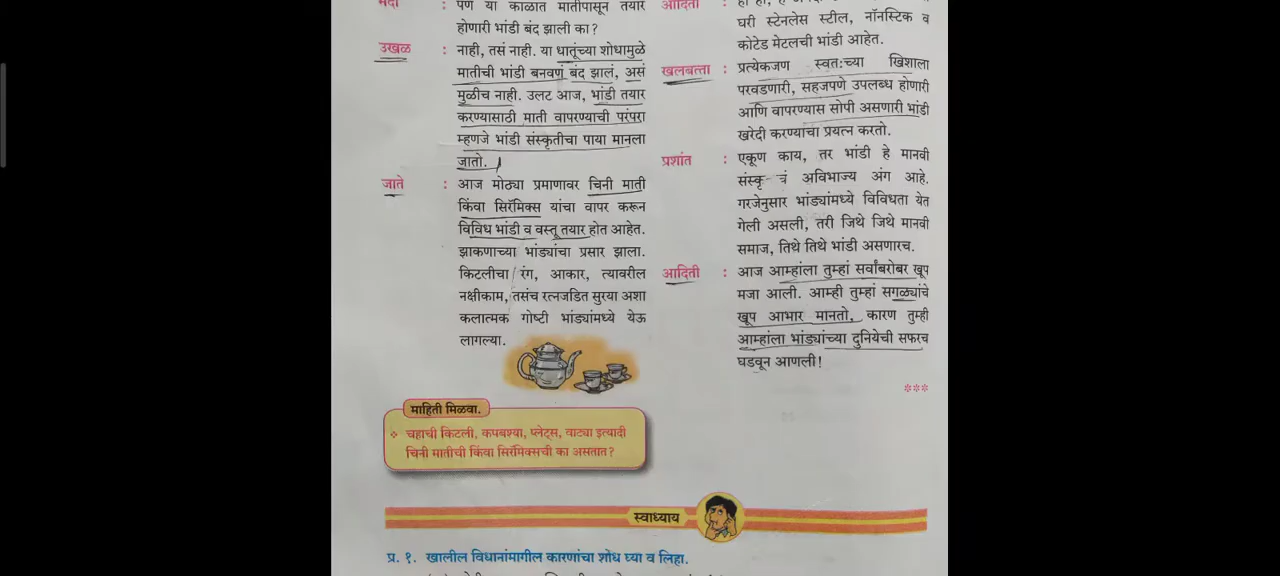 : पण या काळात मातीपासून तयार
होणारी भांडी बंद झाली का?
उखळ : नाही, तसं नाही. या धातूंच्या शोधामुळे
मातीची भांडी बनवणं बंद झालं, असं
मुळीच नाही. उलट आज, भांडी तयार
करण्यासाठी माती वापरण्याची परंपरा
म्हणजे भांडी संस्कृतीचा पाया मानला
जातो.
जाते : आज मोठ्या प्रमाणावर चिनी माती
किंवा सिरॅमिक्स यांचा वापर करून
विविध भांडी व वस्तू तयार होत आहेत.
झाकणाच्या भांड्यांचा प्रसार झाला.
किटलीचा रंग, आकार, त्यावरील
नक्षीकाम, तसंच रत्नजडित सुरया अशा
कलात्मक गोष्टी भांड्यांमध्ये येऊ
लागल्या.
माहिती मिळवा.
❖ चहाची किटली, कपबश्या, प्लेट्स, वाट्या इत्यादी
चिनी मातीची किंवा सिरॅमिक्सची का असतात?
आदिती :
घरी स्टेनलेस स्टील, नॉनस्टिक व
कोटेड मेटलची भांडी आहेत.
खलबत्ता : प्रत्येकजण स्वत:च्या खिशाला
परवडणारी, सहजपणे उपलब्ध होणारी
आणि वापरण्यास सोपी असणारी भांडी
खरेदी करण्याचा प्रयत्न करतो.
प्रशांत : एकूण काय, तर भांडी हे मानवी
अविभाज्य अंग आहे.
गरजेनुसार भांड्यांमध्ये विविधता येत
गेली असली, तरी जिथे जिथे मानवी
समाज, तिथे तिथे भांडी असणारच.
आदिती : आज आम्हांला तुम्हां सर्वांबरोबर खूप
मजा आली. आम्ही तुम्हां सगळ्यांचे
खूप आभार मानतो, कारण तुम्ही
आम्हांला भांड्यांच्या दुनियेची सफरच
घडवून आणली!
***
स्वाध्याय
प्र. १. खालील विधानांमागील कारणांचा शोध घ्या व लिहा.